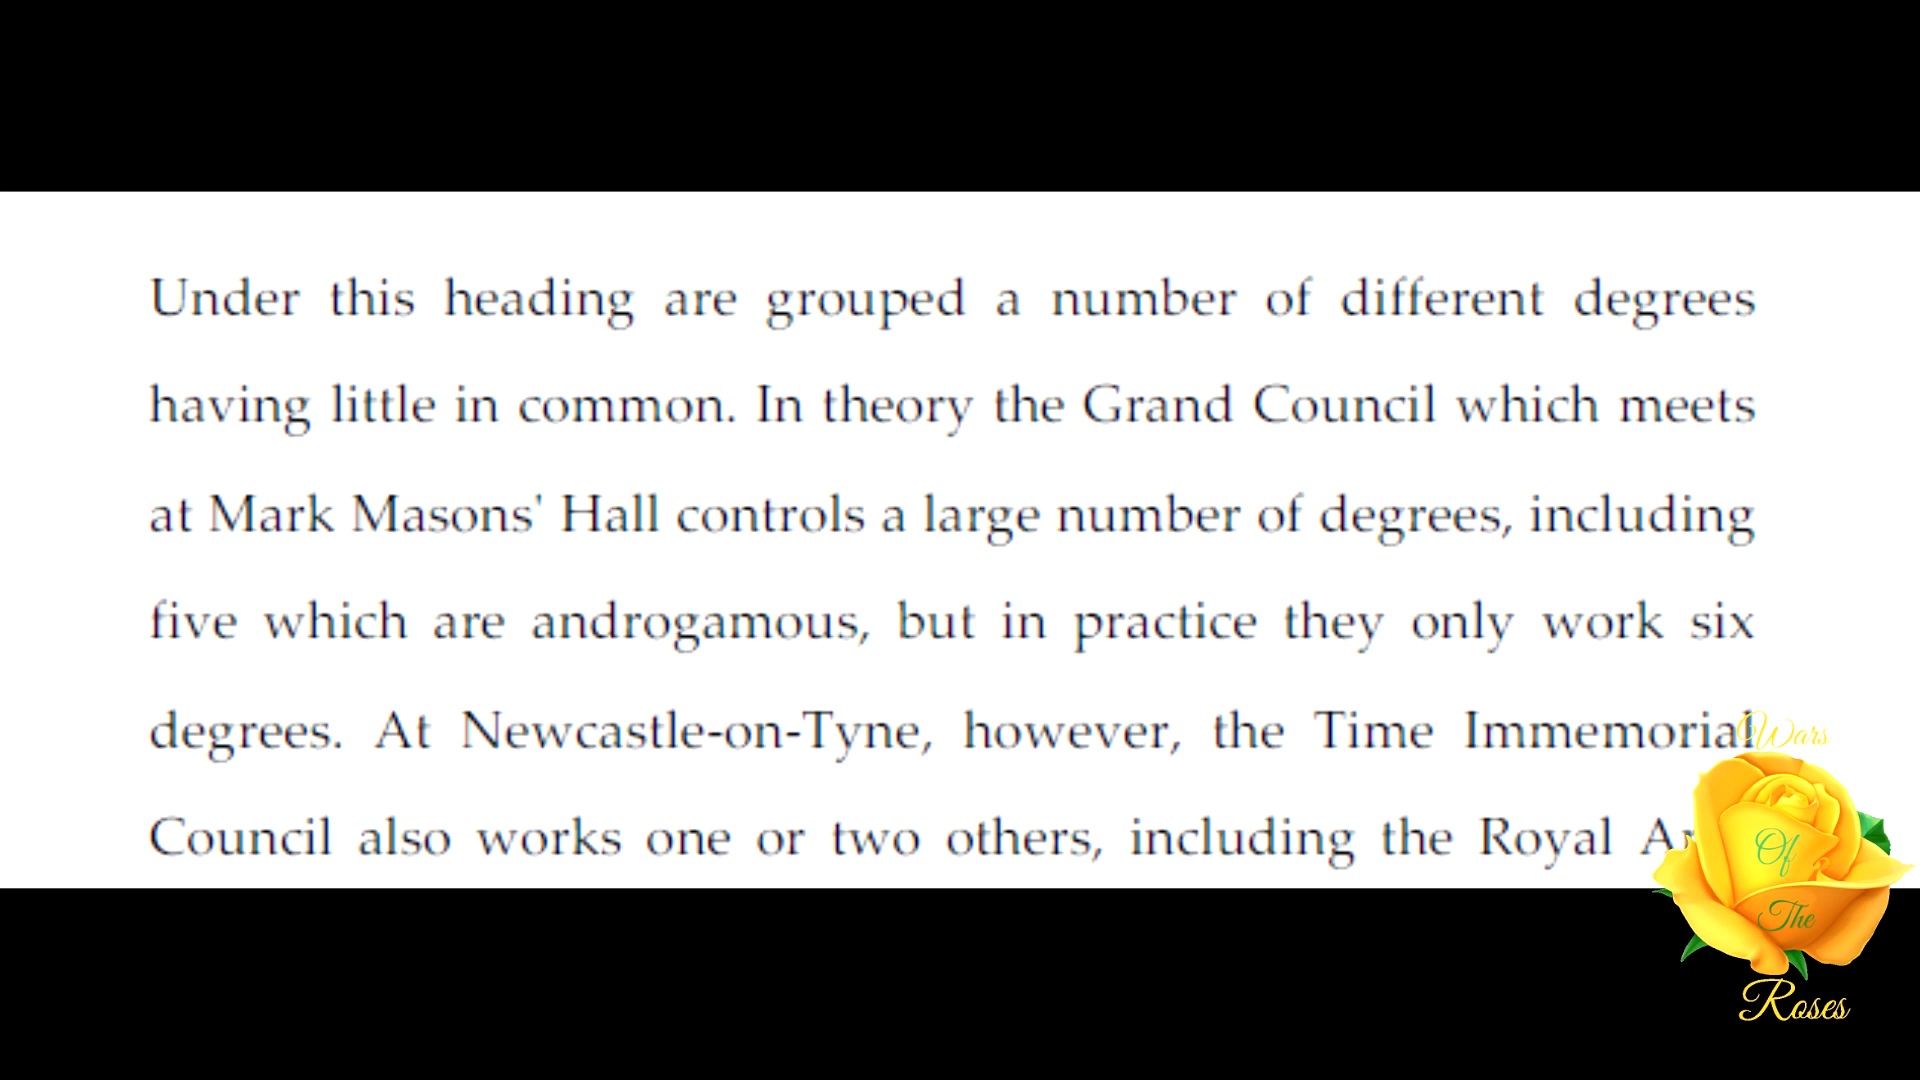 Under this heading are grouped a number of different degrees
having little in common. In theory the Grand Council which meets
at Mark Masons' Hall controls a large number of degrees, including
five which are androgamous, but in practice they only work six
degrees. At Newcastle-on-Tyne, however, the Time Immemorial
Council also works one or two others, including the Royal
Wars
Of
The
Roses